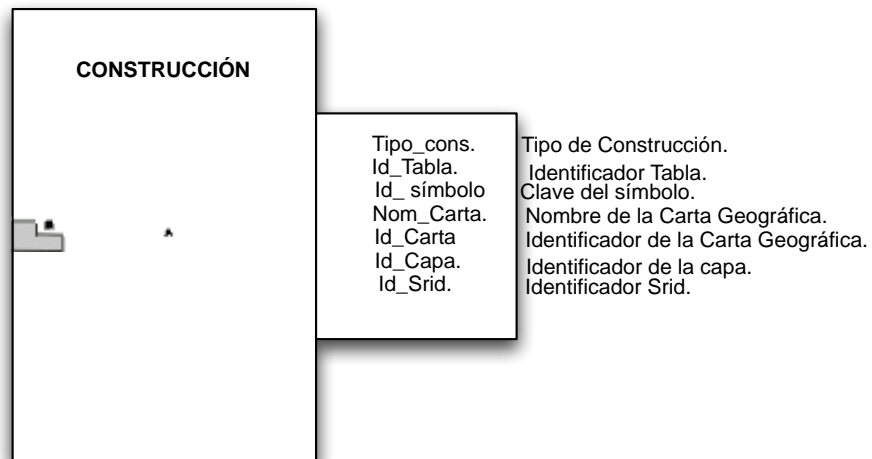 CONSTRUCCIÓN
Tipo_cons. Tipo de Construcción.
Id_Tabla. Identificador Tabla.
Id_ símbolo Clave del símbolo.
Nom_Carta. Nombre de la Carta Geográfica.
Id_Carta Identificador de la Carta Geográfica.
Id_Capa. Identificador de la capa.
Id_Srid. Identificador Srid.